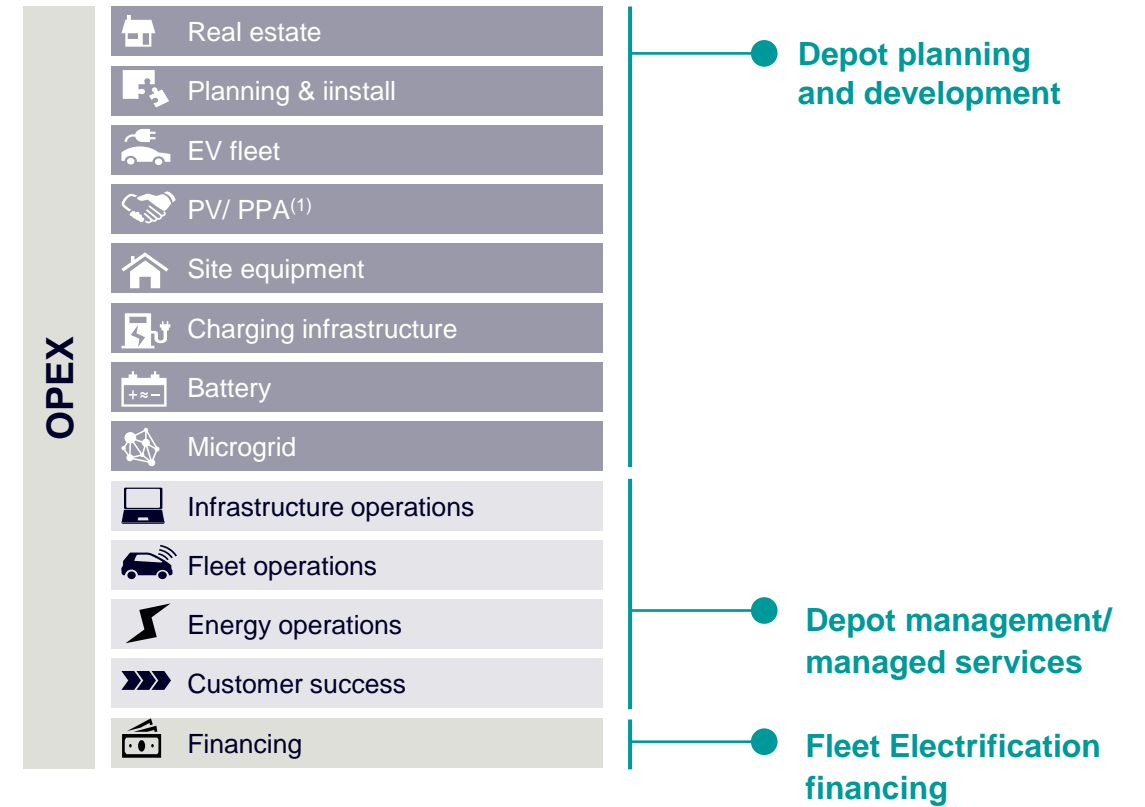 OPEX
Real estate
Planning & iinstall
EV fleet
PV/ PPA(1)
Site equipment
Charging infrastructure
Battery
Microgrid
Infrastructure operations
Fleet operations
Energy operations
Customer success
Financing
Depot planning
and development
Depot management/
managed services
Fleet Electrification
financing